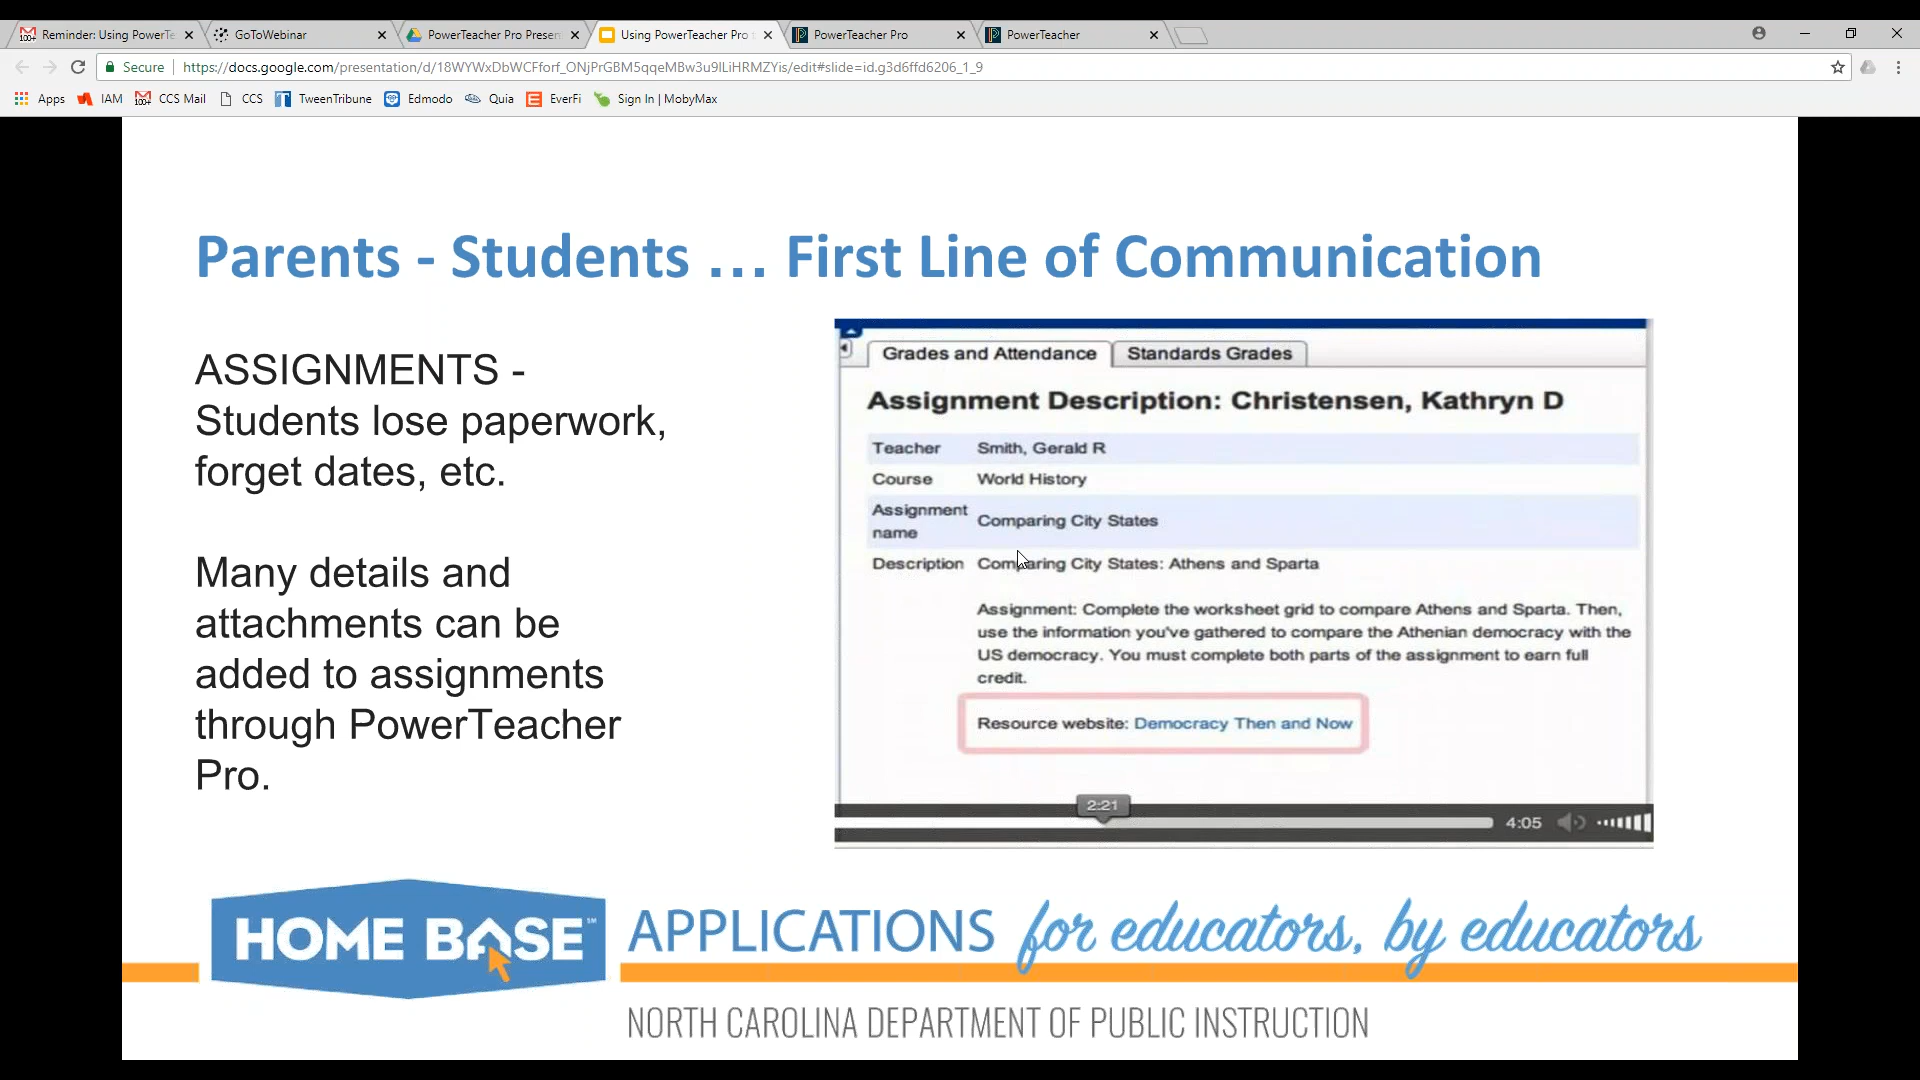 Reminder: Using PowerTe
GoToWebinar
PowerTeacher Pro Presen
Using PowerTeacher Pro
PowerTeacher Pro
PowerTeacher
Secure
https://docs.google.com/presentation/d/18WYWxDbWCFforf_ONjPrGBM5qqeMBw3u9lLiHRMZYis/edit#slide=id.g3d6ffd6206_1_9
Apps
IAM
CCS Mail
CCS
TweenTribune
Edmodo
Quia
EverFi
Sign In | MobyMax
Parents - Students … First Line of Communication
ASSIGNMENTS -
Students lose paperwork,
forget dates, etc.
Many details and
attachments can be
added to assignments
through PowerTeacher
Pro.
Grades and Attendance
Standards Grades
Assignment Description: Christensen, Kathryn D
Teacher Smith, Gerald R
Course World History
Assignment name Comparing City States
Description Comparing City States: Athens and Sparta
Assignment: Complete the worksheet grid to compare Athens and Sparta. Then,
use the information you've gathered to compare the Athenian democracy with the
US democracy. You must complete both parts of the assignment to earn full
credit.
Resource website: Democracy Then and Now
2:21
4:05
HOME BASE℠
APPLICATIONS for educators, by educators
NORTH CAROLINA DEPARTMENT OF PUBLIC INSTRUCTION